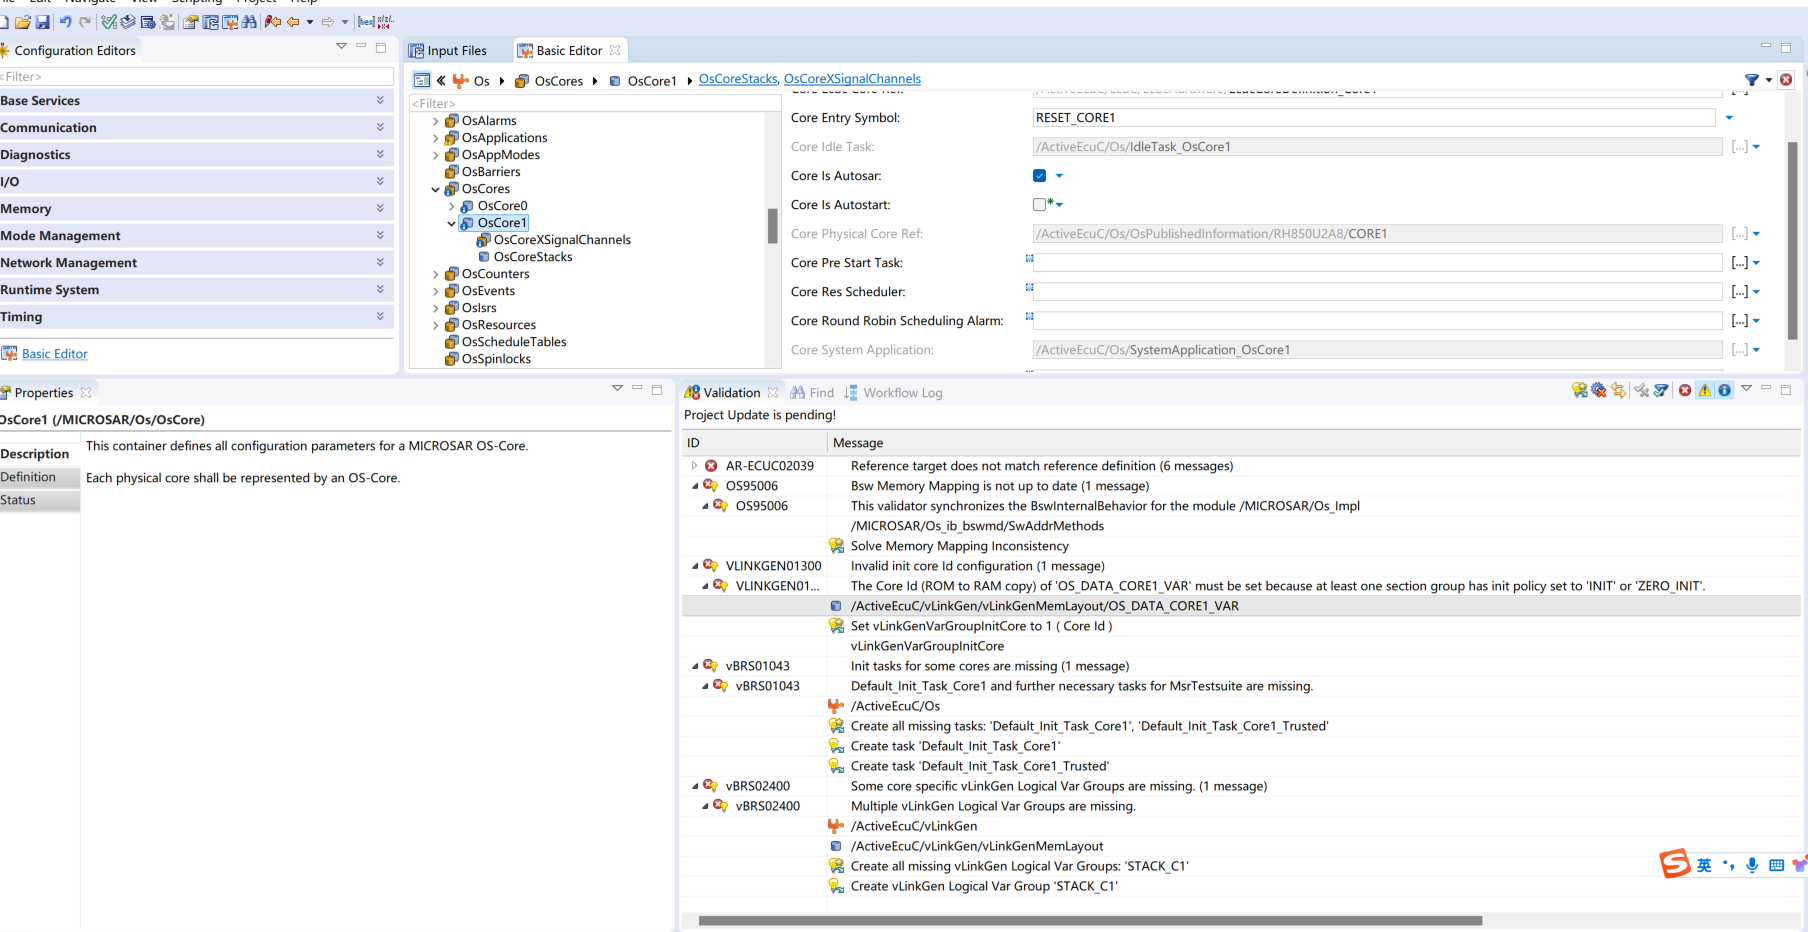 Configuration Editors
<Filter>
Base Services
Communication
Diagnostics
I/O
Memory
Mode Management
Network Management
Runtime System
Timing
Basic Editor
Input Files
Basic Editor
Os
OsCores
OsCore1
OsCoreStacks, OsCoreXSignalChannels
<Filter>
OsAlarms
OsApplications
OsAppModes
OsBarriers
OsCores
OsCore0
OsCore1
OsCoreXSignalChannels
OsCoreStacks
OsCounters
OsEvents
OsIsrs
OsResources
OsScheduleTables
OsSpinlocks
Core Entry Symbol: RESET_CORE1
Core Idle Task: /ActiveEcuC/Os/IdleTask_OsCore1 [...]
Core Is Autosar:
Core Is Autostart:
Core Physical Core Ref: /ActiveEcuC/Os/OsPublishedInformation/RH850U2A8/CORE1 [...]
Core Pre Start Task: [...]
Core Res Scheduler: [...]
Core Round Robin Scheduling Alarm: [...]
Core System Application: /ActiveEcuC/Os/SystemApplication_OsCore1 [...]
Properties
OsCore1 (/MICROSAR/Os/OsCore)
Description
Definition
Status
This container defines all configuration parameters for a MICROSAR OS-Core.
Each physical core shall be represented by an OS-Core.
Validation
Find
Workflow Log
Project Update is pending!
ID Message
AR-ECUC02039 Reference target does not match reference definition (6 messages)
OS95006 Bsw Memory Mapping is not up to date (1 message)
OS95006 This validator synchronizes the BswInternalBehavior for the module /MICROSAR/Os_Impl
/MICROSAR/Os_ib_bswmd/SwAddrMethods
Solve Memory Mapping Inconsistency
VLINKGEN01300 Invalid init core Id configuration (1 message)
VLINKGEN01... The Core Id (ROM to RAM copy) of 'OS_DATA_CORE1_VAR' must be set because at least one section group has init policy set to 'INIT' or 'ZERO_INIT'.
/ActiveEcuC/vLinkGen/vLinkGenMemLayout/OS_DATA_CORE1_VAR
Set vLinkGenVarGroupInitCore to 1 ( Core Id )
vLinkGenVarGroupInitCore
vBRS01043 Init tasks for some cores are missing (1 message)
vBRS01043 Default_Init_Task_Core1 and further necessary tasks for MsrTestsuite are missing.
/ActiveEcuC/Os
Create all missing tasks: 'Default_Init_Task_Core1', 'Default_Init_Task_Core1_Trusted'
Create task 'Default_Init_Task_Core1'
Create task 'Default_Init_Task_Core1_Trusted'
vBRS02400 Some core specific vLinkGen Logical Var Groups are missing. (1 message)
vBRS02400 Multiple vLinkGen Logical Var Groups are missing.
/ActiveEcuC/vLinkGen
/ActiveEcuC/vLinkGen/vLinkGenMemLayout
Create all missing vLinkGen Logical Var Groups: 'STACK_C1'
Create vLinkGen Logical Var Group 'STACK_C1'
英